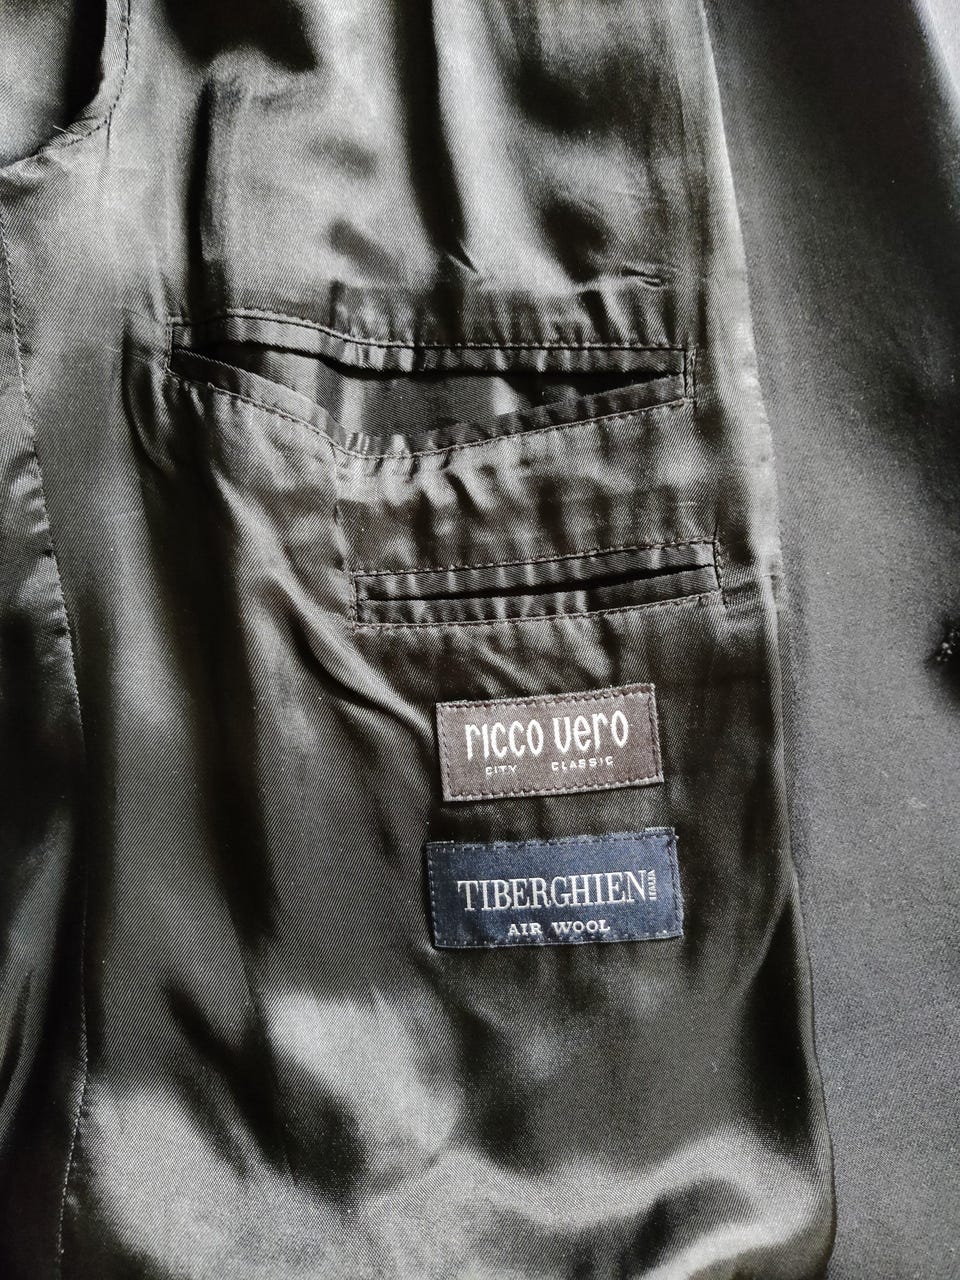 ricco vero
CITY CLASSIC
TIBERGHIEN ITALIA
AIR WOOL